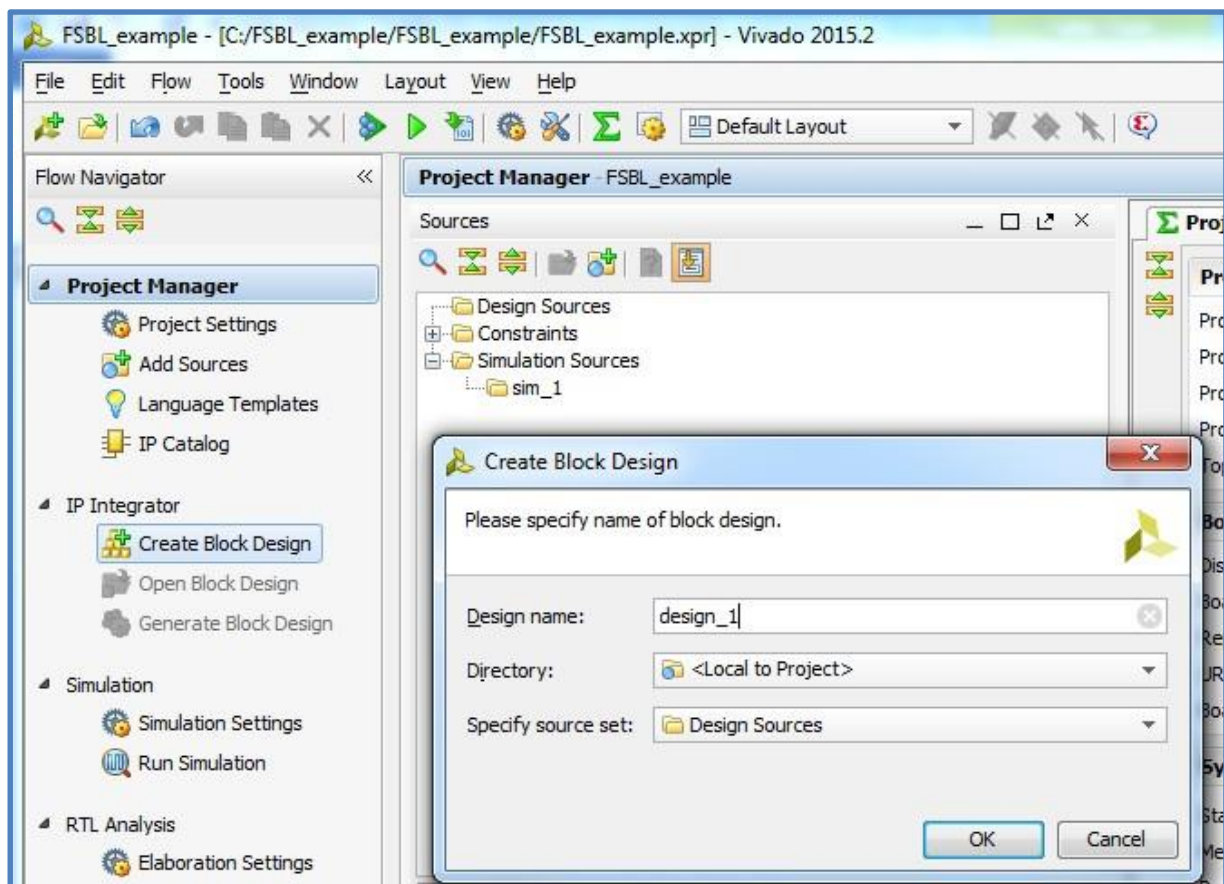 FSBL_example - [C:/FSBL_example/FSBL_example/FSBL_example.xpr] - Vivado 2015.2
File Edit Flow Tools Window Layout View Help
Default Layout
Flow Navigator
Project Manager
Project Settings
Add Sources
Language Templates
IP Catalog
IP Integrator
Create Block Design
Open Block Design
Generate Block Design
Simulation
Simulation Settings
Run Simulation
RTL Analysis
Elaboration Settings
Project Manager - FSBL_example
Sources
Design Sources
Constraints
Simulation Sources
sim_1
Create Block Design
Please specify name of block design.
Design name: design_1
Directory: <Local to Project>
Specify source set: Design Sources
OK Cancel